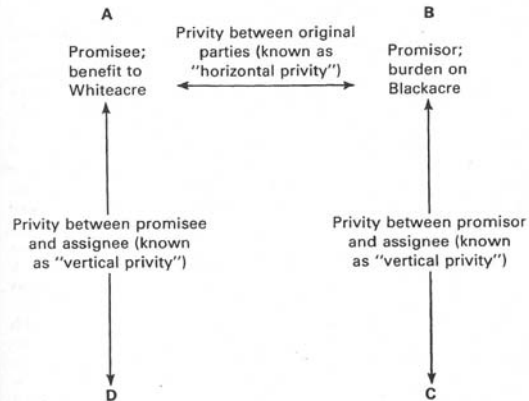 A
B
Privity between original
parties (known as
"horizontal privity")
Promisee;
benefit to
Whiteacre
Promisor;
burden on
Blackacre
Privity between promisee
and assignee (known
as "vertical privity")
Privity between promisor
and assignee (known
as "vertical privity")
D
C